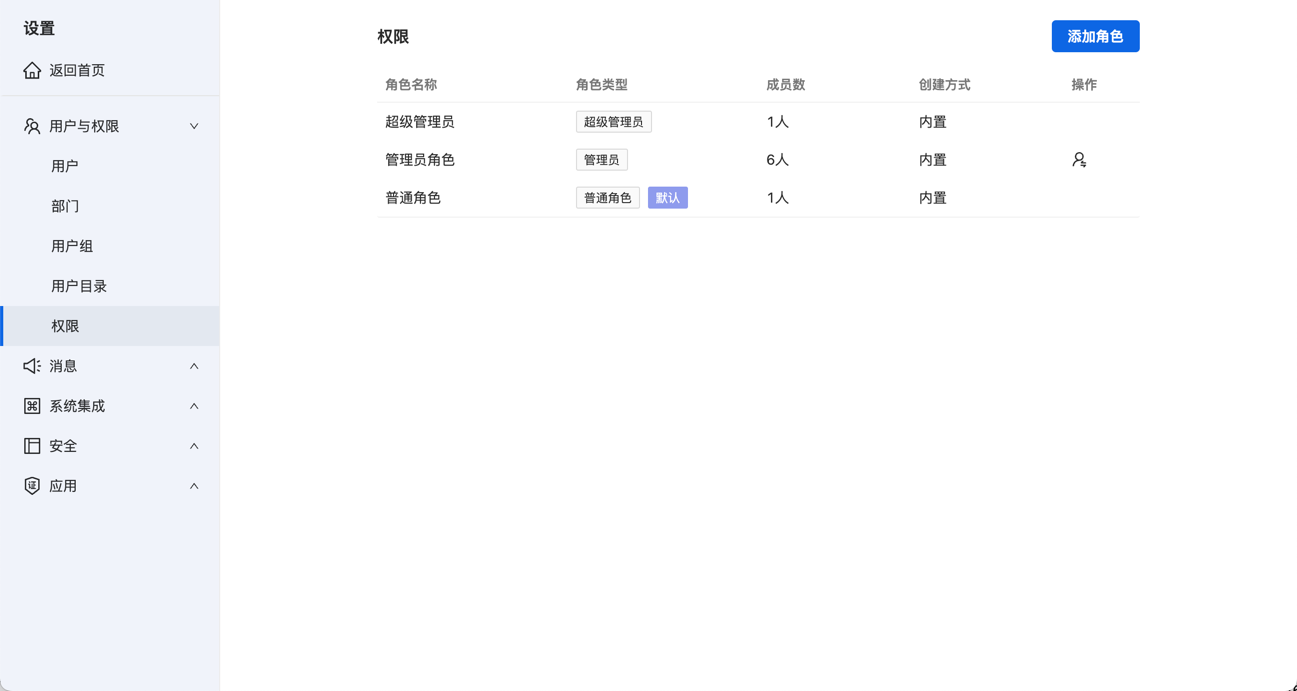 设置
返回首页
用户与权限
用户
部门
用户组
用户目录
权限
消息
系统集成
安全
应用
权限
添加角色
角色名称 角色类型 成员数 创建方式 操作
超级管理员 超级管理员 1人 内置
管理员角色 管理员 6人 内置
普通角色 普通角色 默认 1人 内置